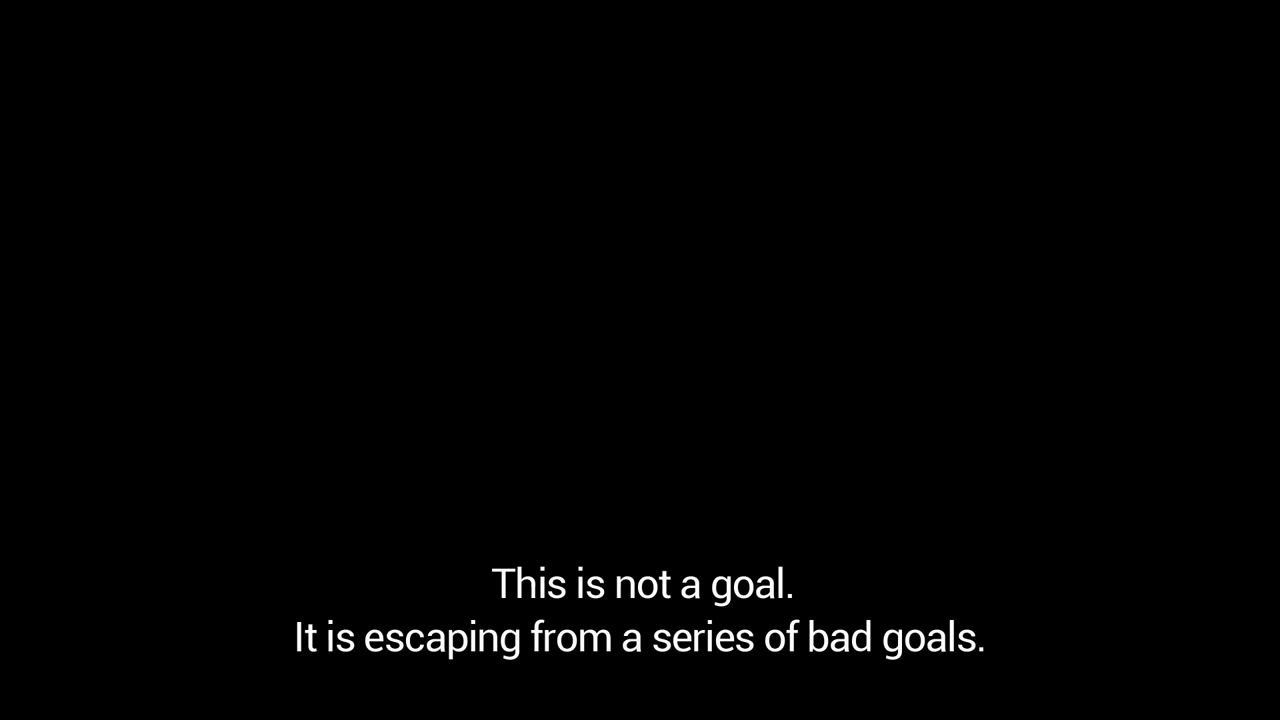 This is not a goal.
It is escaping from a series of bad goals.